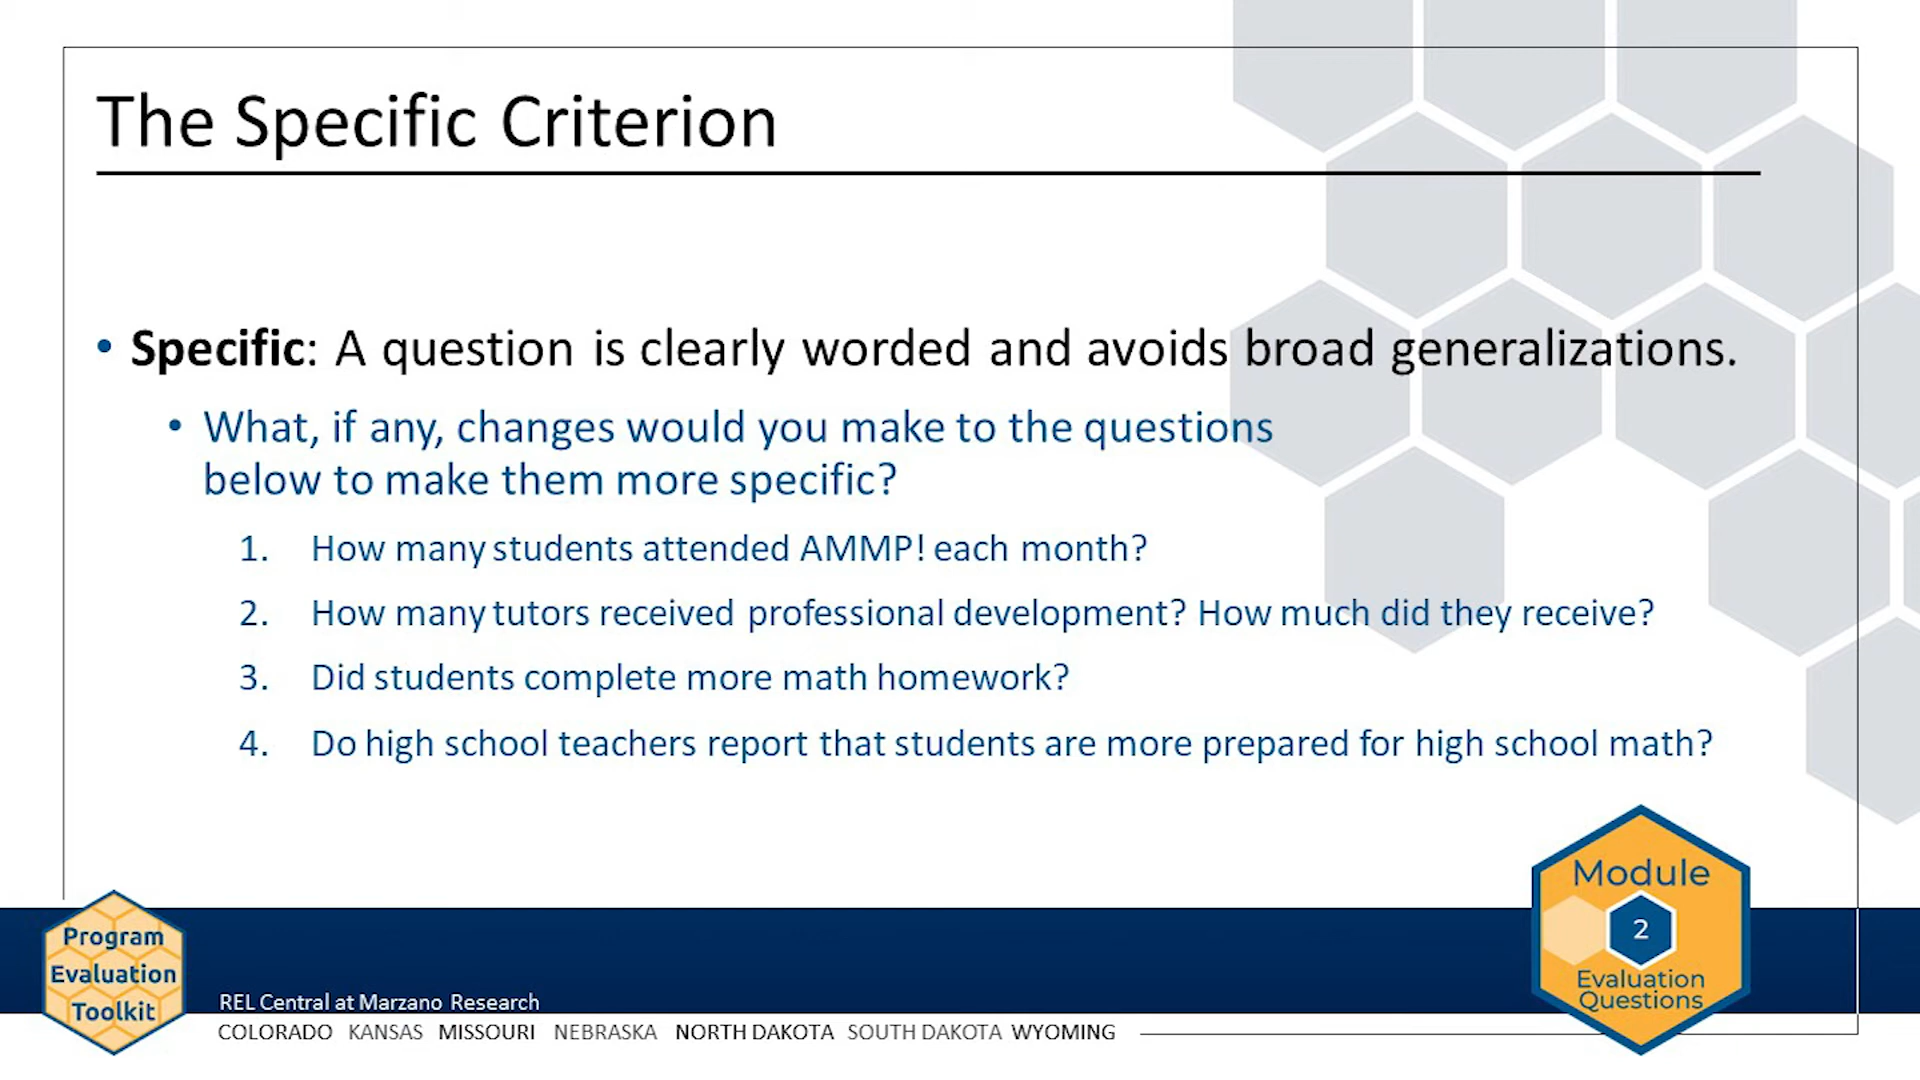 The Specific Criterion
• Specific: A question is clearly worded and avoids broad generalizations.
• What, if any, changes would you make to the questions
below to make them more specific?
1. How many students attended AMMP! each month?
2. How many tutors received professional development? How much did they receive?
3. Did students complete more math homework?
4. Do high school teachers report that students are more prepared for high school math?
Module
2
Evaluation
Questions
Program
Evaluation
Toolkit
REL Central at Marzano Research
COLORADO KANSAS MISSOURI NEBRASKA NORTH DAKOTA SOUTH DAKOTA WYOMING